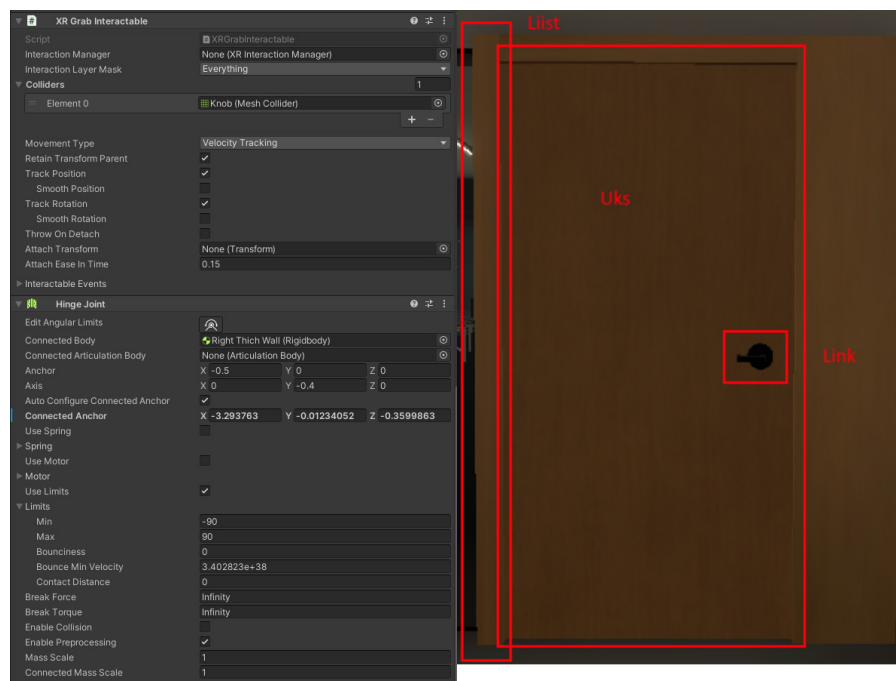 XR Grab Interactable
Script XRGrabInteractable
Interaction Manager None (XR Interaction Manager)
Interaction Layer Mask Everything
Colliders 1
Element 0 Knob (Mesh Collider)
+ −
Movement Type Velocity Tracking
Retain Transform Parent
Track Position
Smooth Position
Track Rotation
Smooth Rotation
Throw On Detach
Attach Transform None (Transform)
Attach Ease In Time 0.15
Interactable Events
Hinge Joint
Edit Angular Limits
Connected Body Right Thich Wall (Rigidbody)
Connected Articulation Body None (Articulation Body)
Anchor X -0.5 Y 0 Z 0
Axis X 0 Y -0.4 Z 0
Auto Configure Connected Anchor
Connected Anchor X -3.293763 Y -0.01234052 Z -0.3599863
Use Spring
Spring
Use Motor
Motor
Use Limits
Limits
Min -90
Max 90
Bounciness 0
Bounce Min Velocity 3.402823e+38
Contact Distance 0
Break Force Infinity
Break Torque Infinity
Enable Collision
Enable Preprocessing
Mass Scale 1
Connected Mass Scale 1
Liist
Uks
Link